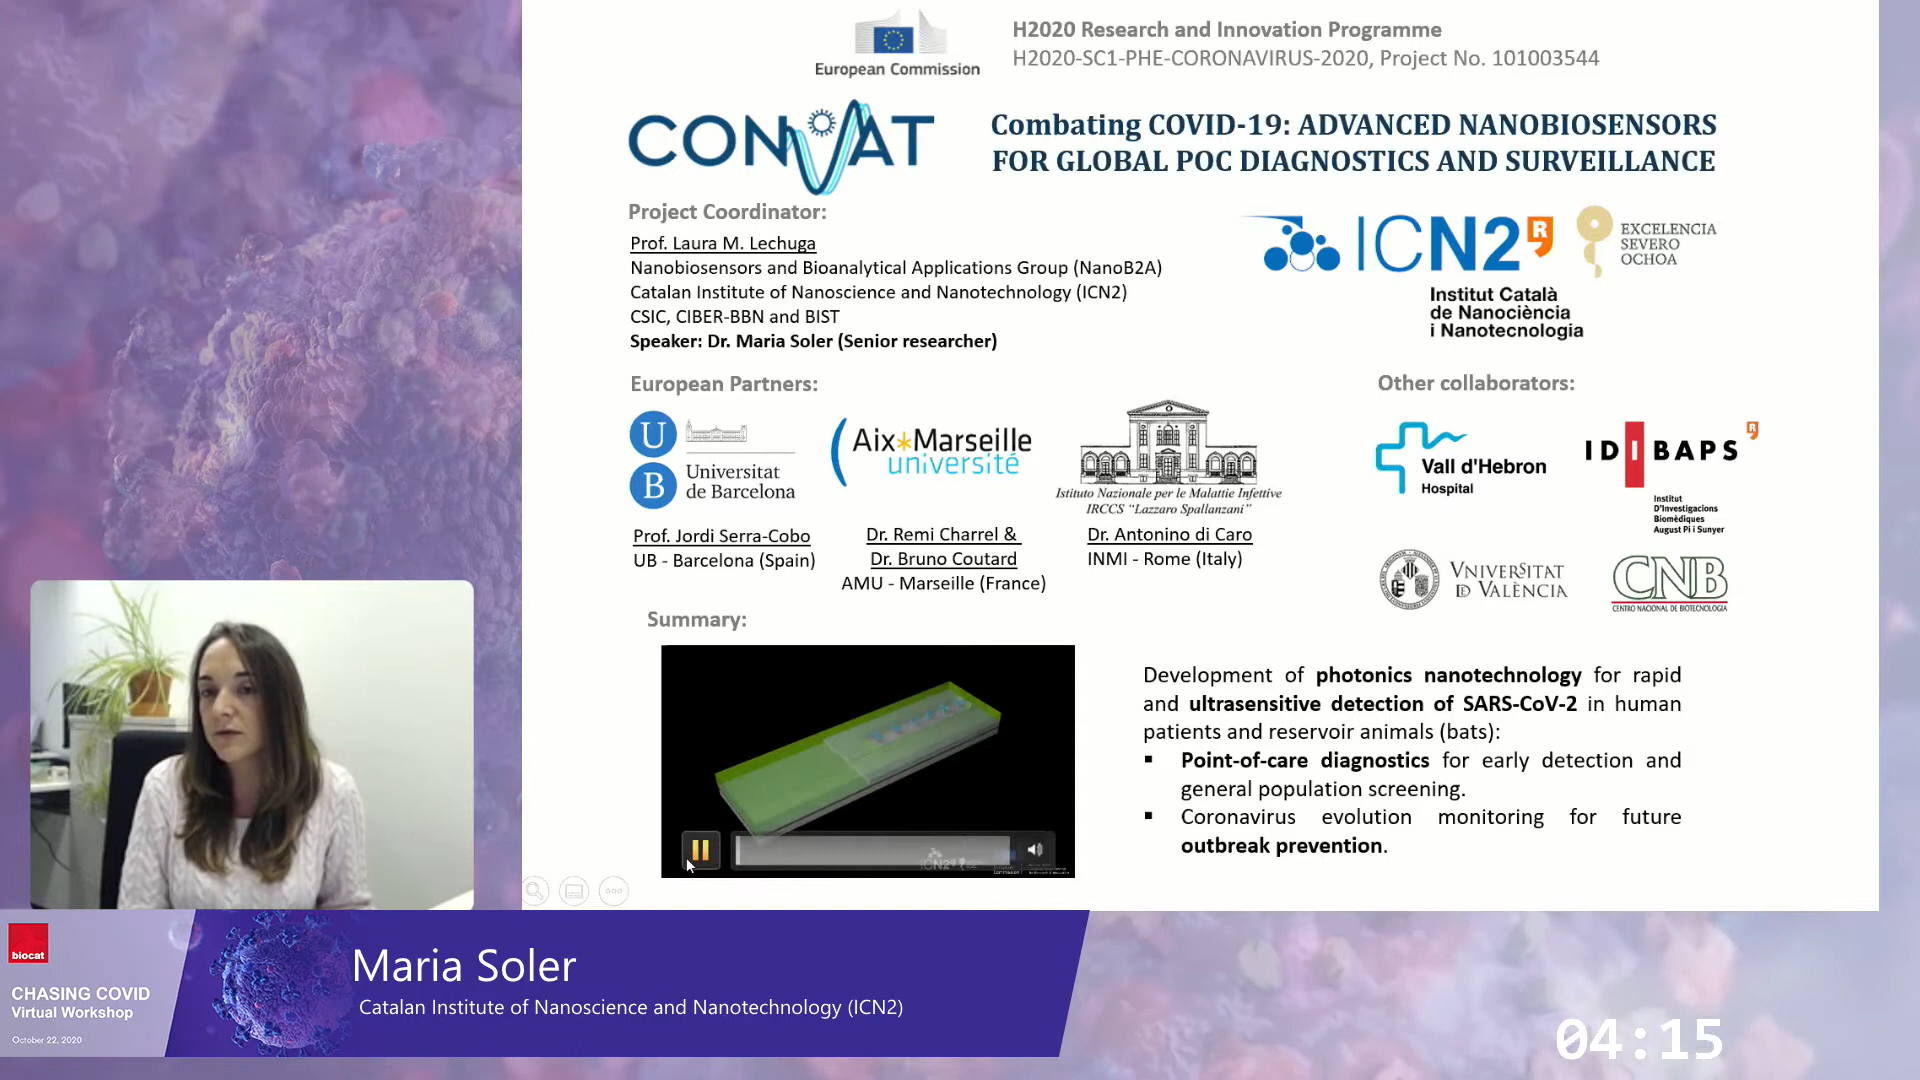 European Commission
H2020 Research and Innovation Programme
H2020-SC1-PHE-CORONAVIRUS-2020, Project No. 101003544
CONVAT
Combating COVID-19: ADVANCED NANOBIOSENSORS
FOR GLOBAL POC DIAGNOSTICS AND SURVEILLANCE
Project Coordinator:
Prof. Laura M. Lechuga
Nanobiosensors and Bioanalytical Applications Group (NanoB2A)
Catalan Institute of Nanoscience and Nanotechnology (ICN2)
CSIC, CIBER-BBN and BIST
Speaker: Dr. Maria Soler (Senior researcher)
ICN2
R
Institut Català
de Nanociència
i Nanotecnologia
EXCELENCIA
SEVERO
OCHOA
European Partners:
U
B
Universitat
de Barcelona
Prof. Jordi Serra-Cobo
UB - Barcelona (Spain)
Aix*Marseille
université
Dr. Remi Charrel &
Dr. Bruno Coutard
AMU - Marseille (France)
Istituto Nazionale per le Malattie Infettive
IRCCS "Lazzaro Spallanzani"
Dr. Antonino di Caro
INMI - Rome (Italy)
Other collaborators:
Vall d'Hebron
Hospital
IDIBAPS
R
Institut
D'Investigacions
Biomèdiques
August Pi i Sunyer
VNIVERSITAT
DE VALÈNCIA
CNB
CENTRO NACIONAL DE BIOTECNOLOGIA
Summary:
ICN2
Development of photonics nanotechnology for rapid
and ultrasensitive detection of SARS-CoV-2 in human
patients and reservoir animals (bats):
▪ Point-of-care diagnostics for early detection and
general population screening.
▪ Coronavirus evolution monitoring for future
outbreak prevention.
biocat
CHASING COVID
Virtual Workshop
October 22, 2020
Maria Soler
Catalan Institute of Nanoscience and Nanotechnology (ICN2)
04:15